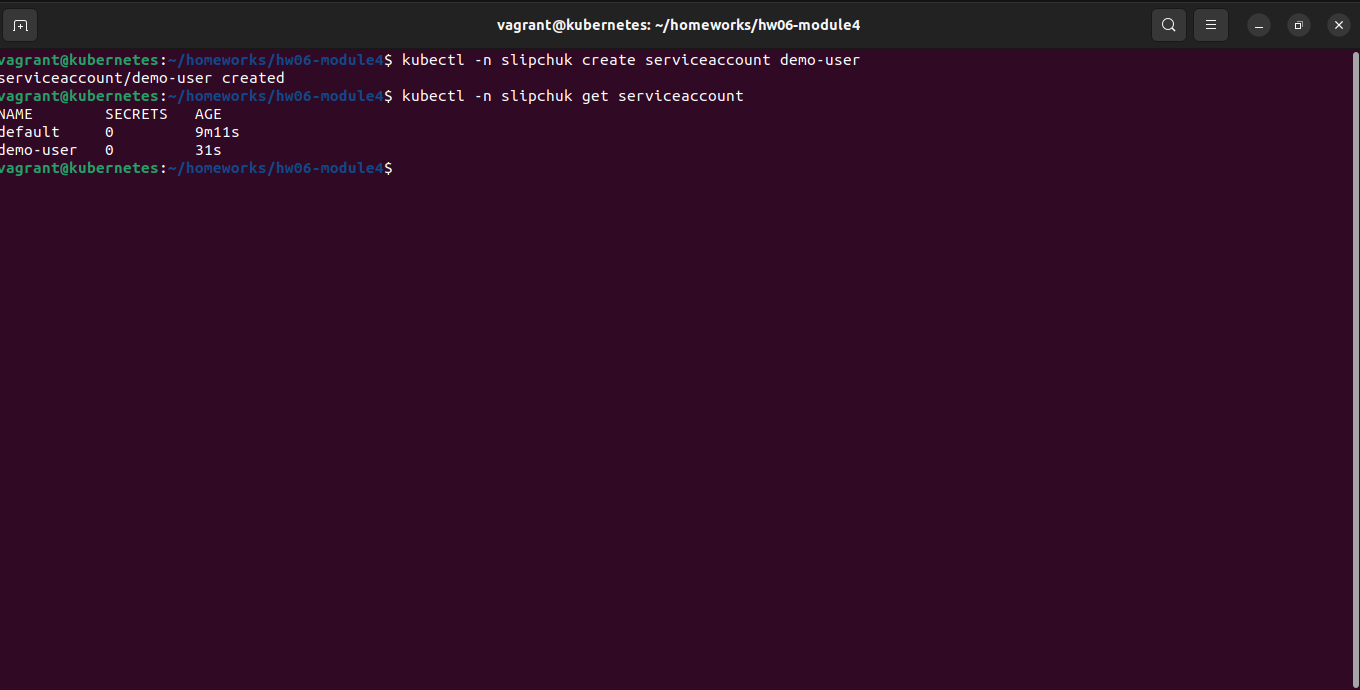 vagrant@kubernetes: ~/homeworks/hw06-module4
vagrant@kubernetes:~/homeworks/hw06-module4$ kubectl -n slipchuk create serviceaccount demo-user
serviceaccount/demo-user created
vagrant@kubernetes:~/homeworks/hw06-module4$ kubectl -n slipchuk get serviceaccount
NAME        SECRETS   AGE
default     0         9m11s
demo-user   0         31s
vagrant@kubernetes:~/homeworks/hw06-module4$